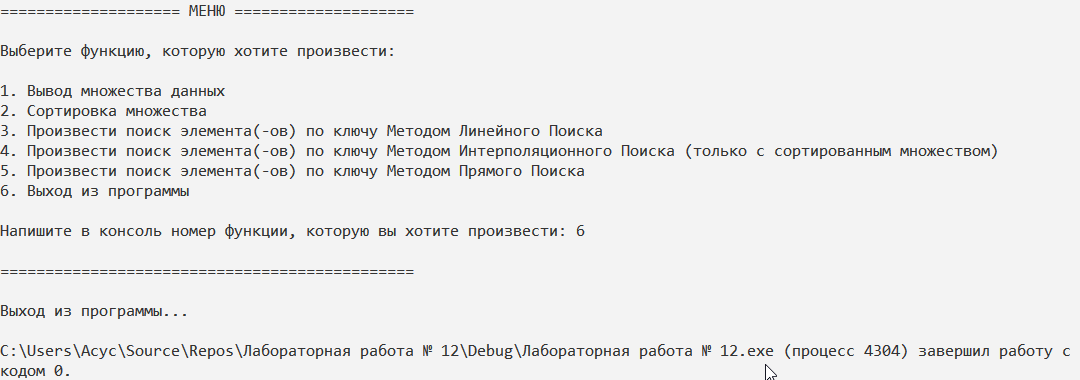 ==================== МЕНЮ ====================
Выберите функцию, которую хотите произвести:
1. Вывод множества данных
2. Сортировка множества
3. Произвести поиск элемента(-ов) по ключу Методом Линейного Поиска
4. Произвести поиск элемента(-ов) по ключу Методом Интерполяционного Поиска (только с сортированным множеством)
5. Произвести поиск элемента(-ов) по ключу Методом Прямого Поиска
6. Выход из программы
Напишите в консоль номер функции, которую вы хотите произвести: 6
==============================================
Выход из программы...
C:\Users\Асус\Source\Repos\Лабораторная работа № 12\Debug\Лабораторная работа № 12.exe (процесс 4304) завершил работу с
кодом 0.